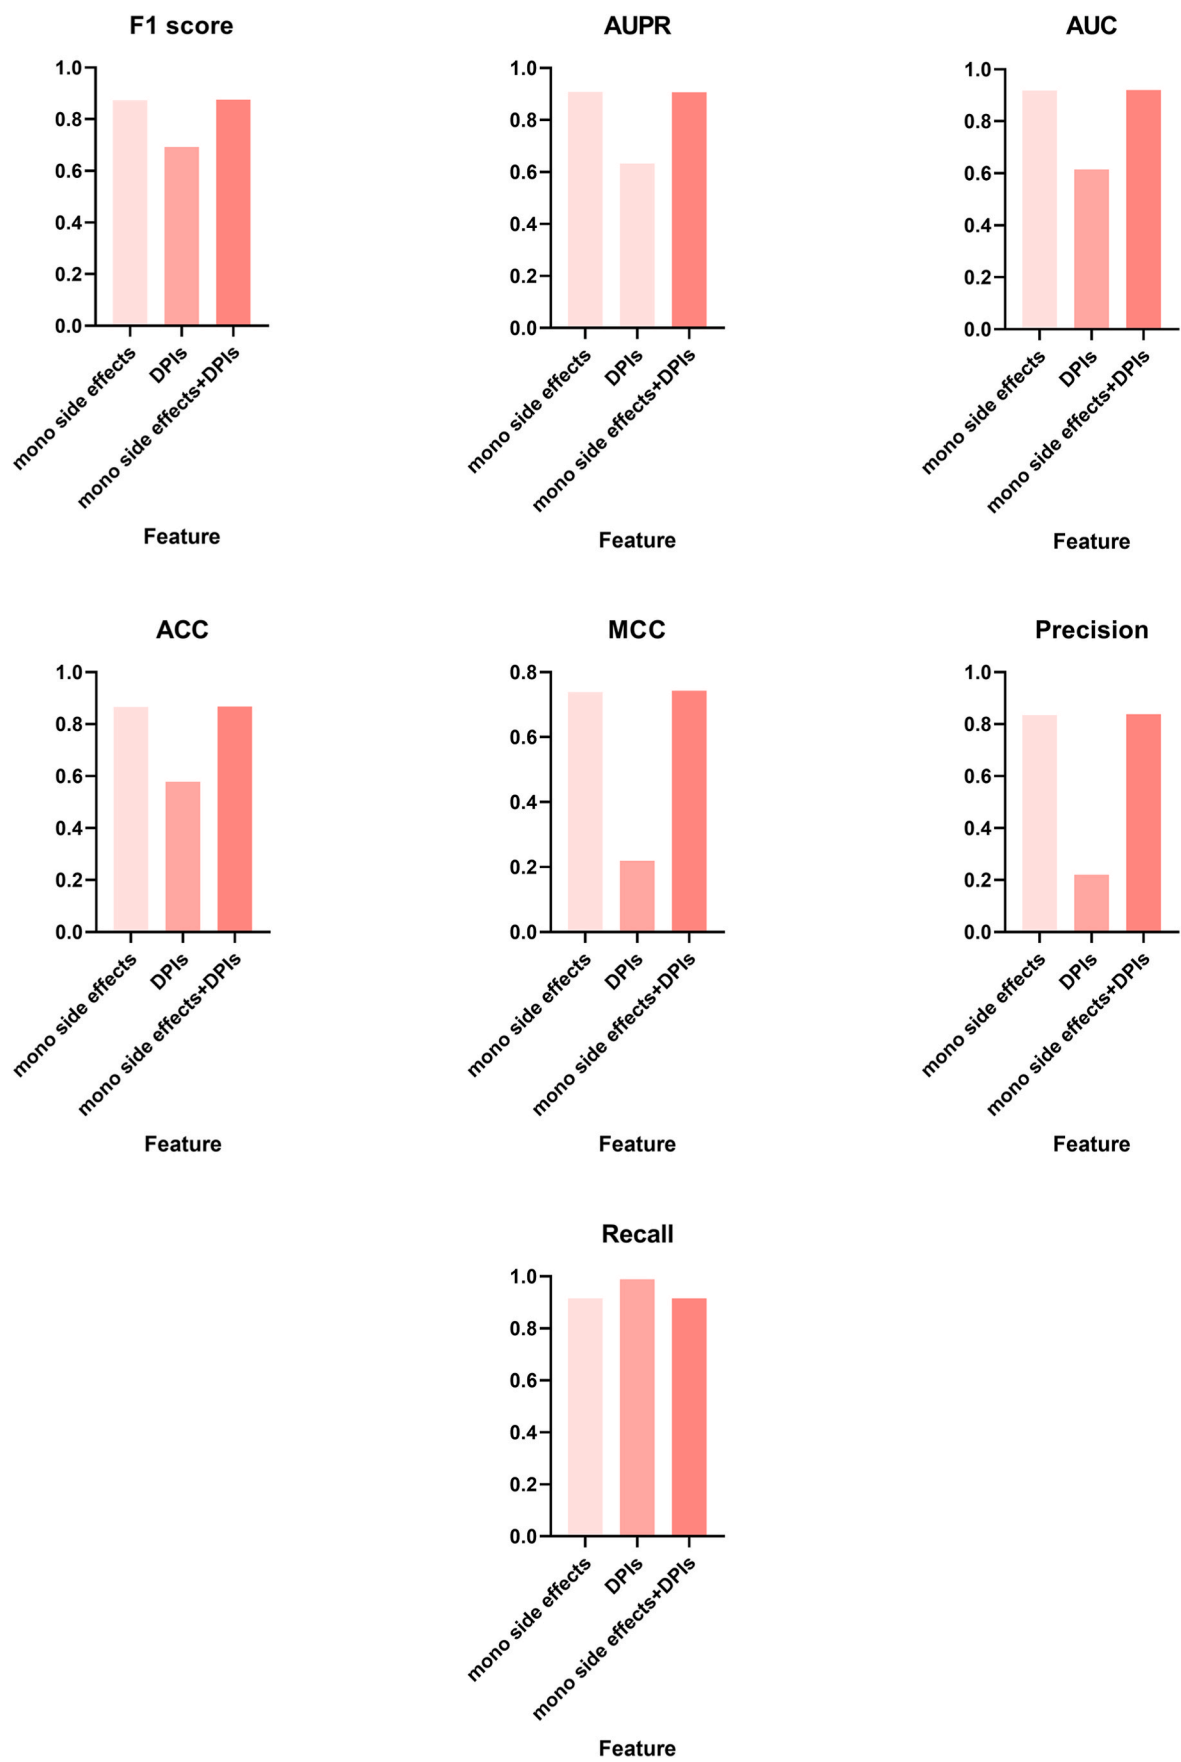 F1 score
1.0
0.8
0.6
0.4
0.2
0.0
mono side effects
DPIs
mono side effects+DPIs
Feature
AUPR
1.0
0.8
0.6
0.4
0.2
0.0
mono side effects
DPIs
mono side effects+DPIs
Feature
AUC
1.0
0.8
0.6
0.4
0.2
0.0
mono side effects
DPIs
mono side effects+DPIs
Feature
ACC
1.0
0.8
0.6
0.4
0.2
0.0
mono side effects
DPIs
mono side effects+DPIs
Feature
MCC
0.8
0.6
0.4
0.2
0.0
mono side effects
DPIs
mono side effects+DPIs
Feature
Precision
1.0
0.8
0.6
0.4
0.2
0.0
mono side effects
DPIs
mono side effects+DPIs
Feature
Recall
1.0
0.8
0.6
0.4
0.2
0.0
mono side effects
DPIs
mono side effects+DPIs
Feature